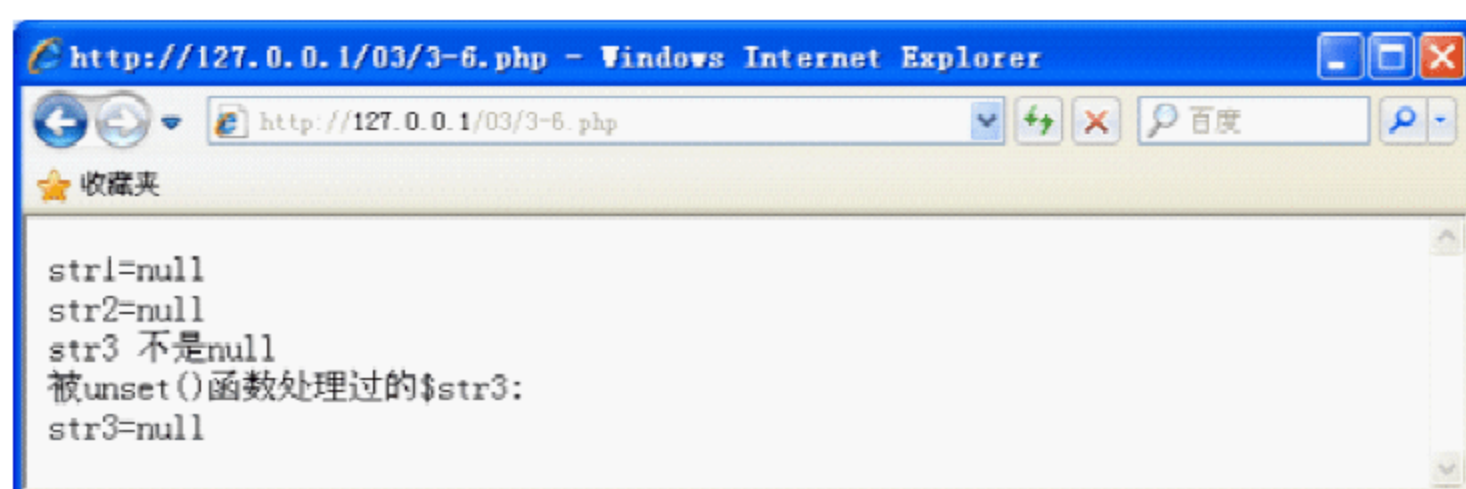 http://127.0.0.1/03/3-6.php - Windows Internet Explorer
http://127.0.0.1/03/3-6.php
百度
收藏夹
str1=null
str2=null
str3 不是null
被unset()函数处理过的$str3:
str3=null